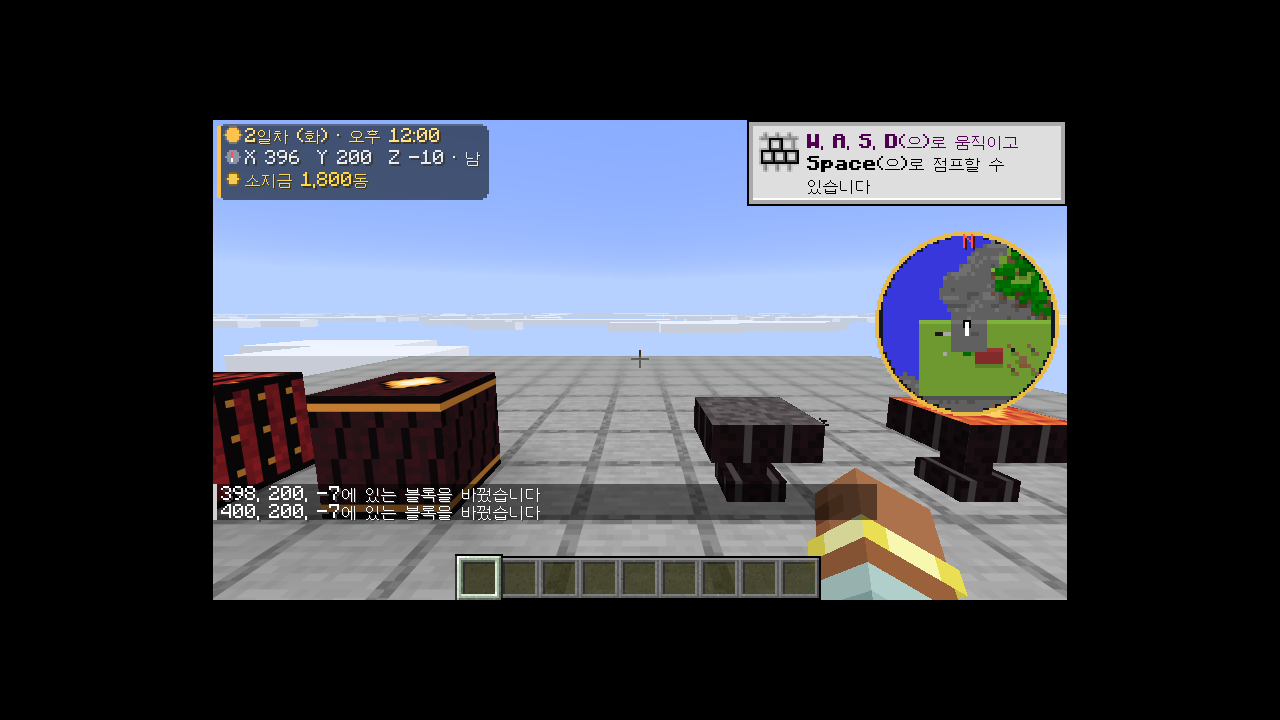 2일차 (화) · 오후 12:00
X 396 Y 200 Z -10 · 남
소지금 1,800동
W, A, S, D(으)로 움직이고
Space(으)로 점프할 수
있습니다
N
398, 200, -7에 있는 블록을 바꿨습니다
400, 200, -7에 있는 블록을 바꿨습니다